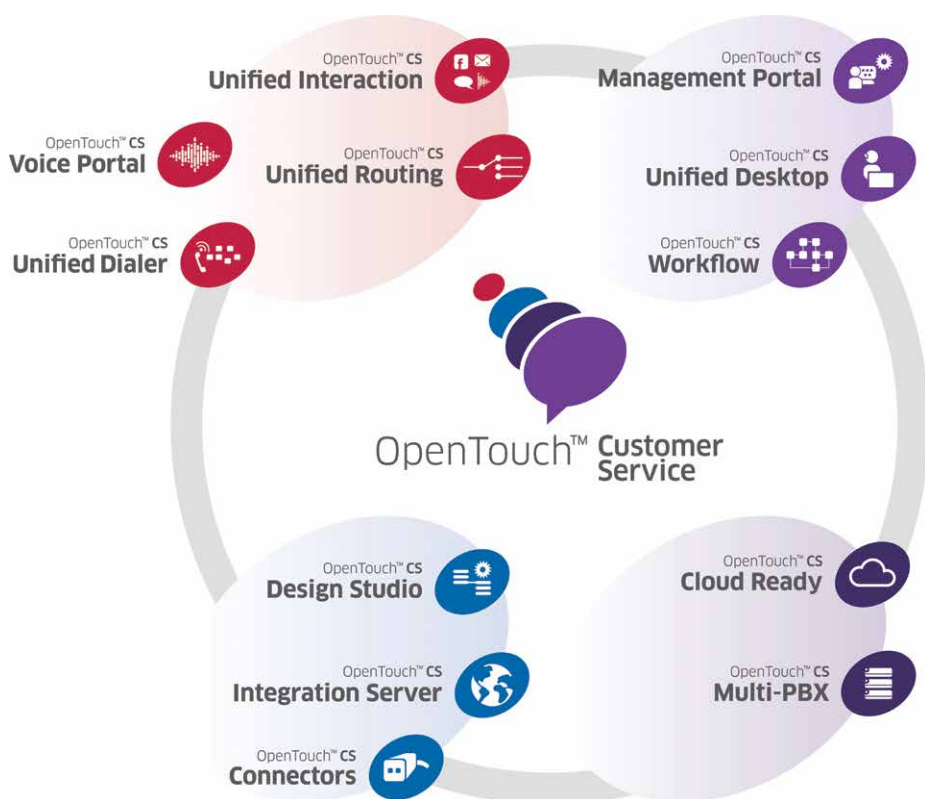 OpenTouch™ CS
Unified Interaction
OpenTouch™ CS
Voice Portal
OpenTouch™ CS
Unified Routing
OpenTouch™ CS
Unified Dialer
OpenTouch™ CS
Management Portal
OpenTouch™ CS
Unified Desktop
OpenTouch™ CS
Workflow
OpenTouch™ Customer
Service
OpenTouch™ CS
Design Studio
OpenTouch™ CS
Integration Server
OpenTouch™ CS
Connectors
OpenTouch™ CS
Cloud Ready
OpenTouch™ CS
Multi-PBX